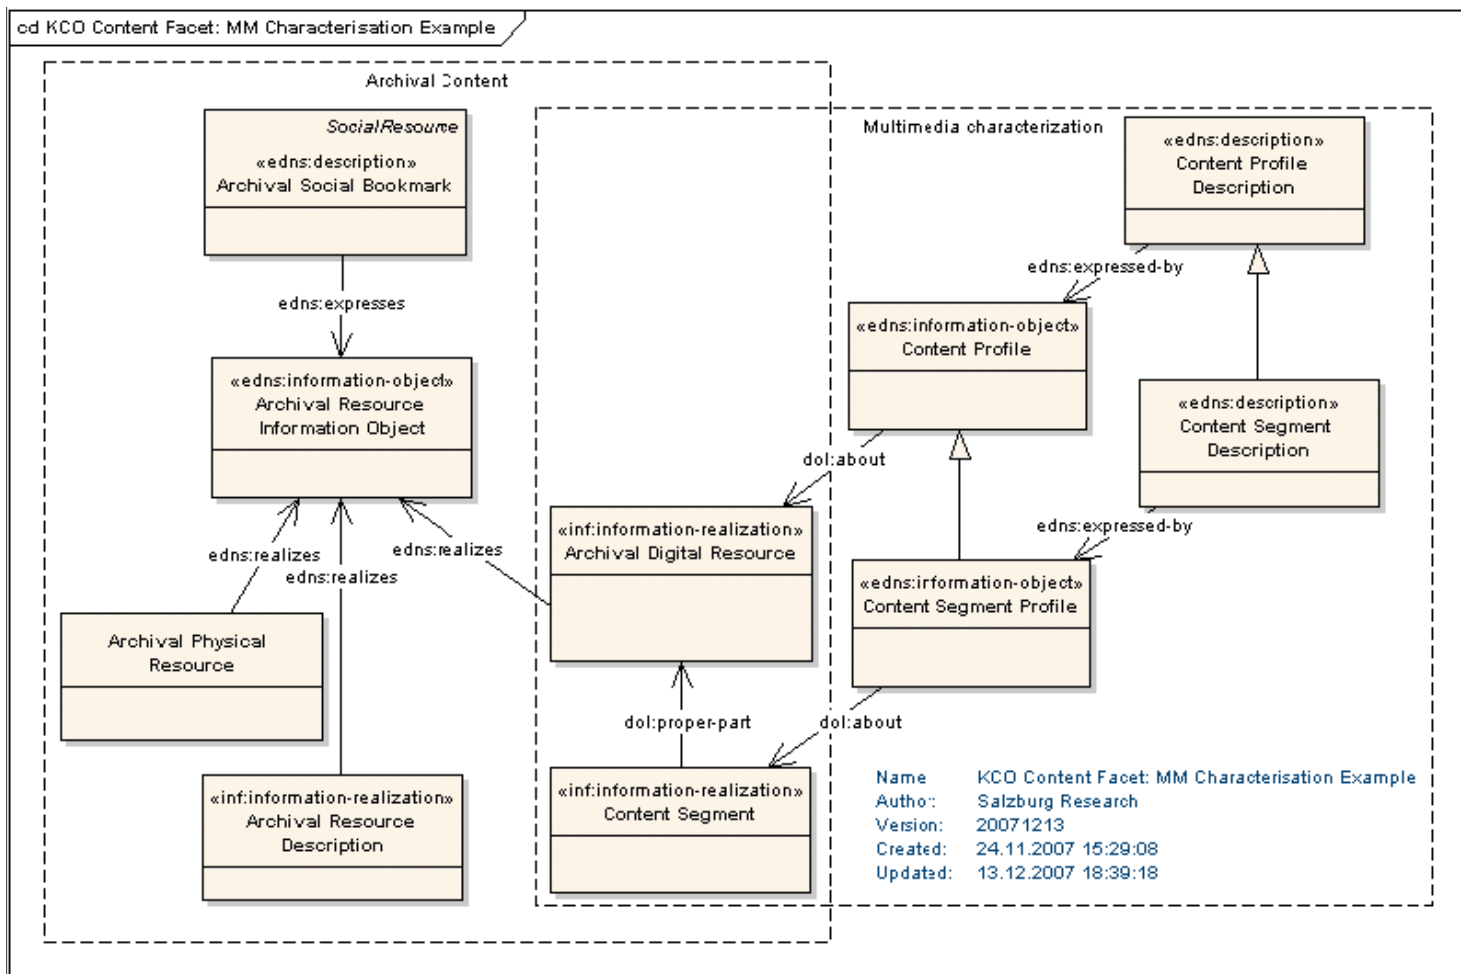 cd KCO Content Facet: MM Characterisation Example
Archival Content
SocialResource
«edns:description»
Archival Social Bookmark
edns:expresses
«edns:information-object»
Archival Resource
Information Object
edns:realizes
edns:realizes
edns:realizes
Archival Physical
Resource
«inf:information-realization»
Archival Resource
Description
Multimedia characterization
«edns:description»
Content Profile
Description
edns:expressed-by
«edns:information-object»
Content Profile
«edns:description»
Content Segment
Description
dol:about
edns:expressed-by
«inf:information-realization»
Archival Digital Resource
«edns:information-object»
Content Segment Profile
dol:proper-part
dol:about
«inf:information-realization»
Content Segment
Name KCO Content Facet: MM Characterisation Example
Author: Salzburg Research
Version: 20071213
Created: 24.11.2007 15:29:08
Updated: 13.12.2007 18:39:18